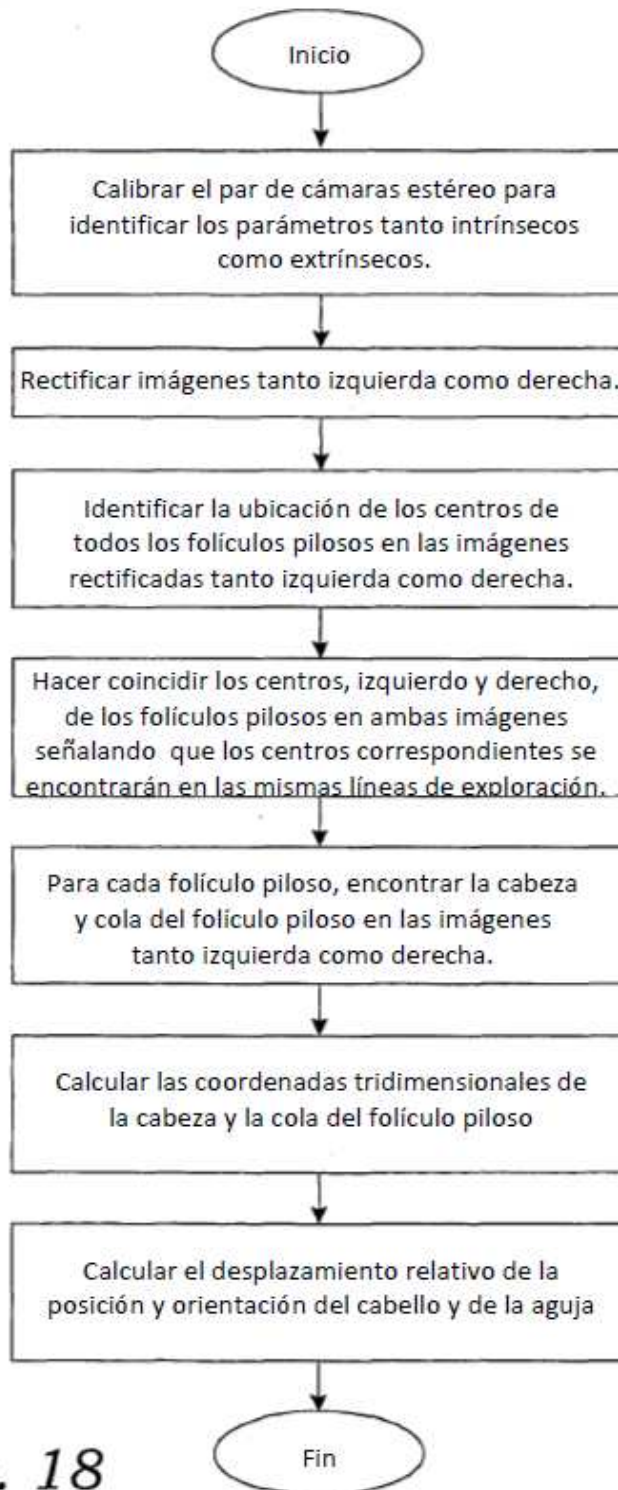 Inicio
Calibrar el par de cámaras estéreo para
identificar los parámetros tanto intrínsecos
como extrínsecos.
Rectificar imágenes tanto izquierda como derecha.
Identificar la ubicación de los centros de
todos los folículos pilosos en las imágenes
rectificadas tanto izquierda como derecha.
Hacer coincidir los centros, izquierdo y derecho,
de los folículos pilosos en ambas imágenes
señalando que los centros correspondientes se
encontrarán en las mismas líneas de exploración.
Para cada folículo piloso, encontrar la cabeza
y cola del folículo piloso en las imágenes
tanto izquierda como derecha.
Calcular las coordenadas tridimensionales de
la cabeza y la cola del folículo piloso
Calcular el desplazamiento relativo de la
posición y orientación del cabello y de la aguja
Fin
. 18